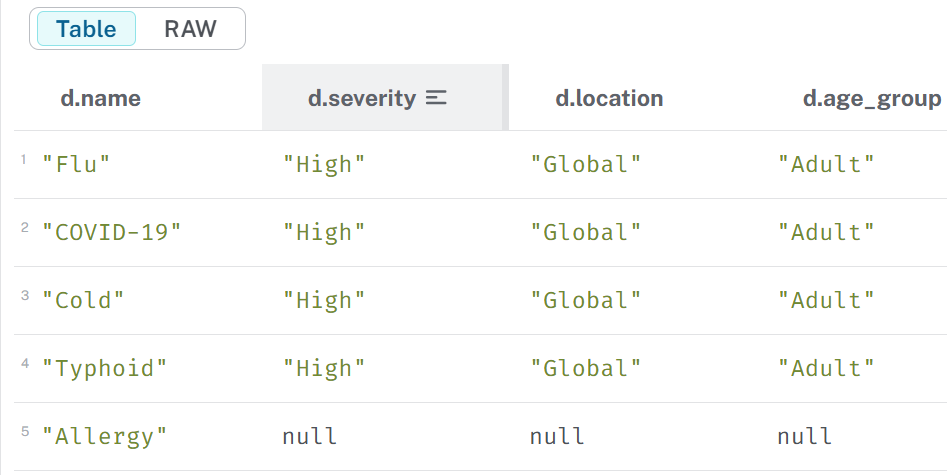 Table RAW
d.name d.severity d.location d.age_group
1 "Flu" "High" "Global" "Adult"
2 "COVID-19" "High" "Global" "Adult"
3 "Cold" "High" "Global" "Adult"
4 "Typhoid" "High" "Global" "Adult"
5 "Allergy" null null null